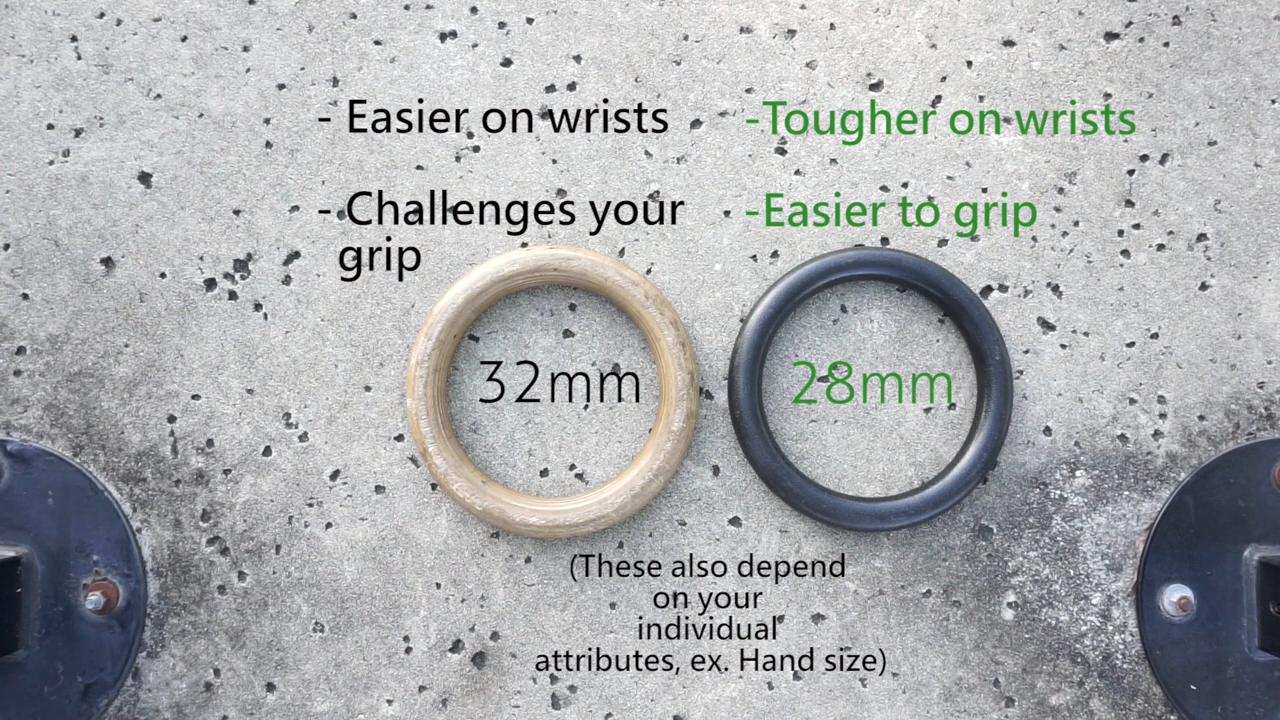 - Easier on wrists
- Challenges your
grip
32mm
-Tougher on wrists
-Easier to grip
28mm
(These also depend
on your
individual
attributes, ex. Hand size)